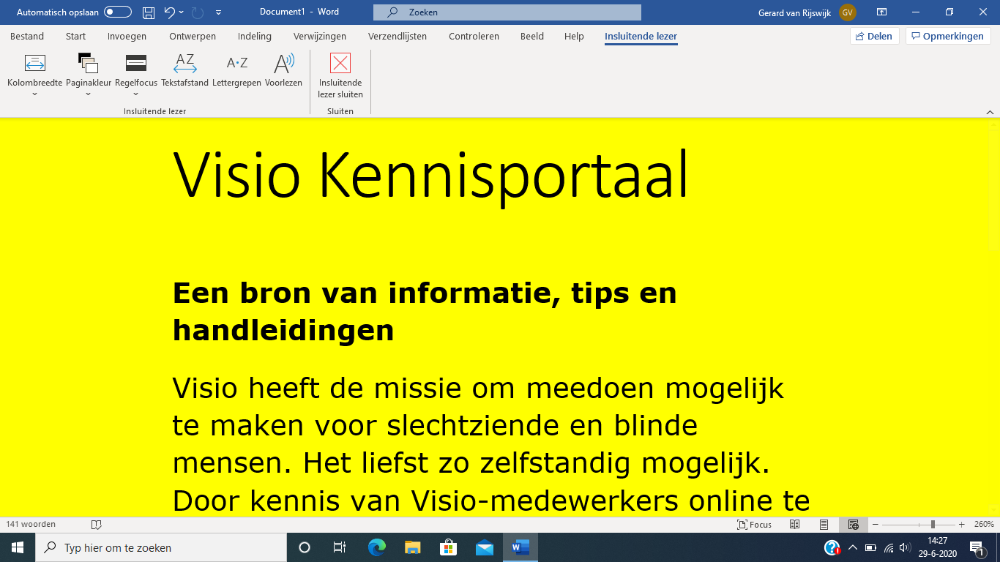 Automatisch opslaan
Document1 - Word
Zoeken
Gerard van Rijswijk
GV
Bestand
Start
Invoegen
Ontwerpen
Indeling
Verwijzingen
Verzendlijsten
Controleren
Beeld
Help
Insluitende lezer
Delen
Opmerkingen
AZ
A·Z
A
Kolombreedte
Paginakleur
Regelfocus
Tekstafstand
Lettergrepen
Voorlezen
Insluitende
lezer sluiten
Insluitende lezer
Sluiten
Visio Kennisportaal
Een bron van informatie, tips en
handleidingen
Visio heeft de missie om meedoen mogelijk
te maken voor slechtziende en blinde
mensen. Het liefst zo zelfstandig mogelijk.
Door kennis van Visio-medewerkers online te
141 woorden
Focus
260%
Typ hier om te zoeken
14:27
29-6-2020
1